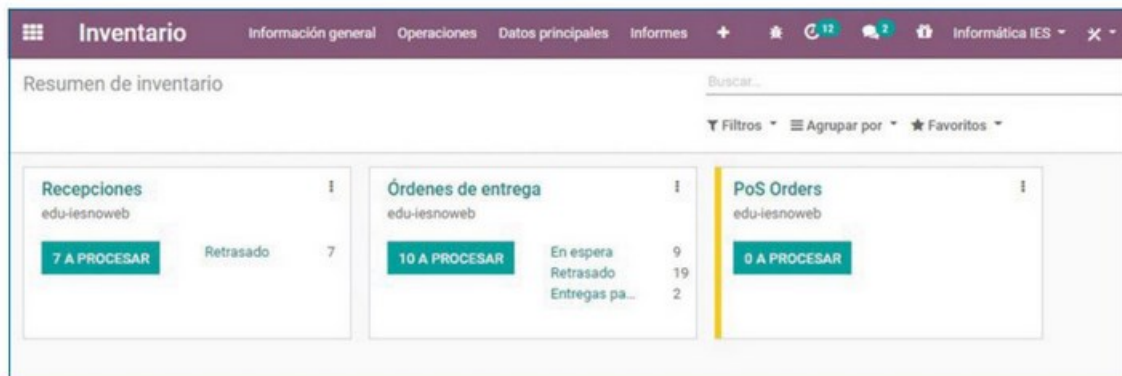 Inventario Información general Operaciones Datos principales Informes + 12 2 Informática IES
Resumen de inventario
Buscar...
Filtros Agrupar por Favoritos
Recepciones
edu-iesnoweb
7 A PROCESAR
Retrasado 7
Órdenes de entrega
edu-iesnoweb
10 A PROCESAR
En espera 9
Retrasado 19
Entregas pa... 2
PoS Orders
edu-iesnoweb
0 A PROCESAR